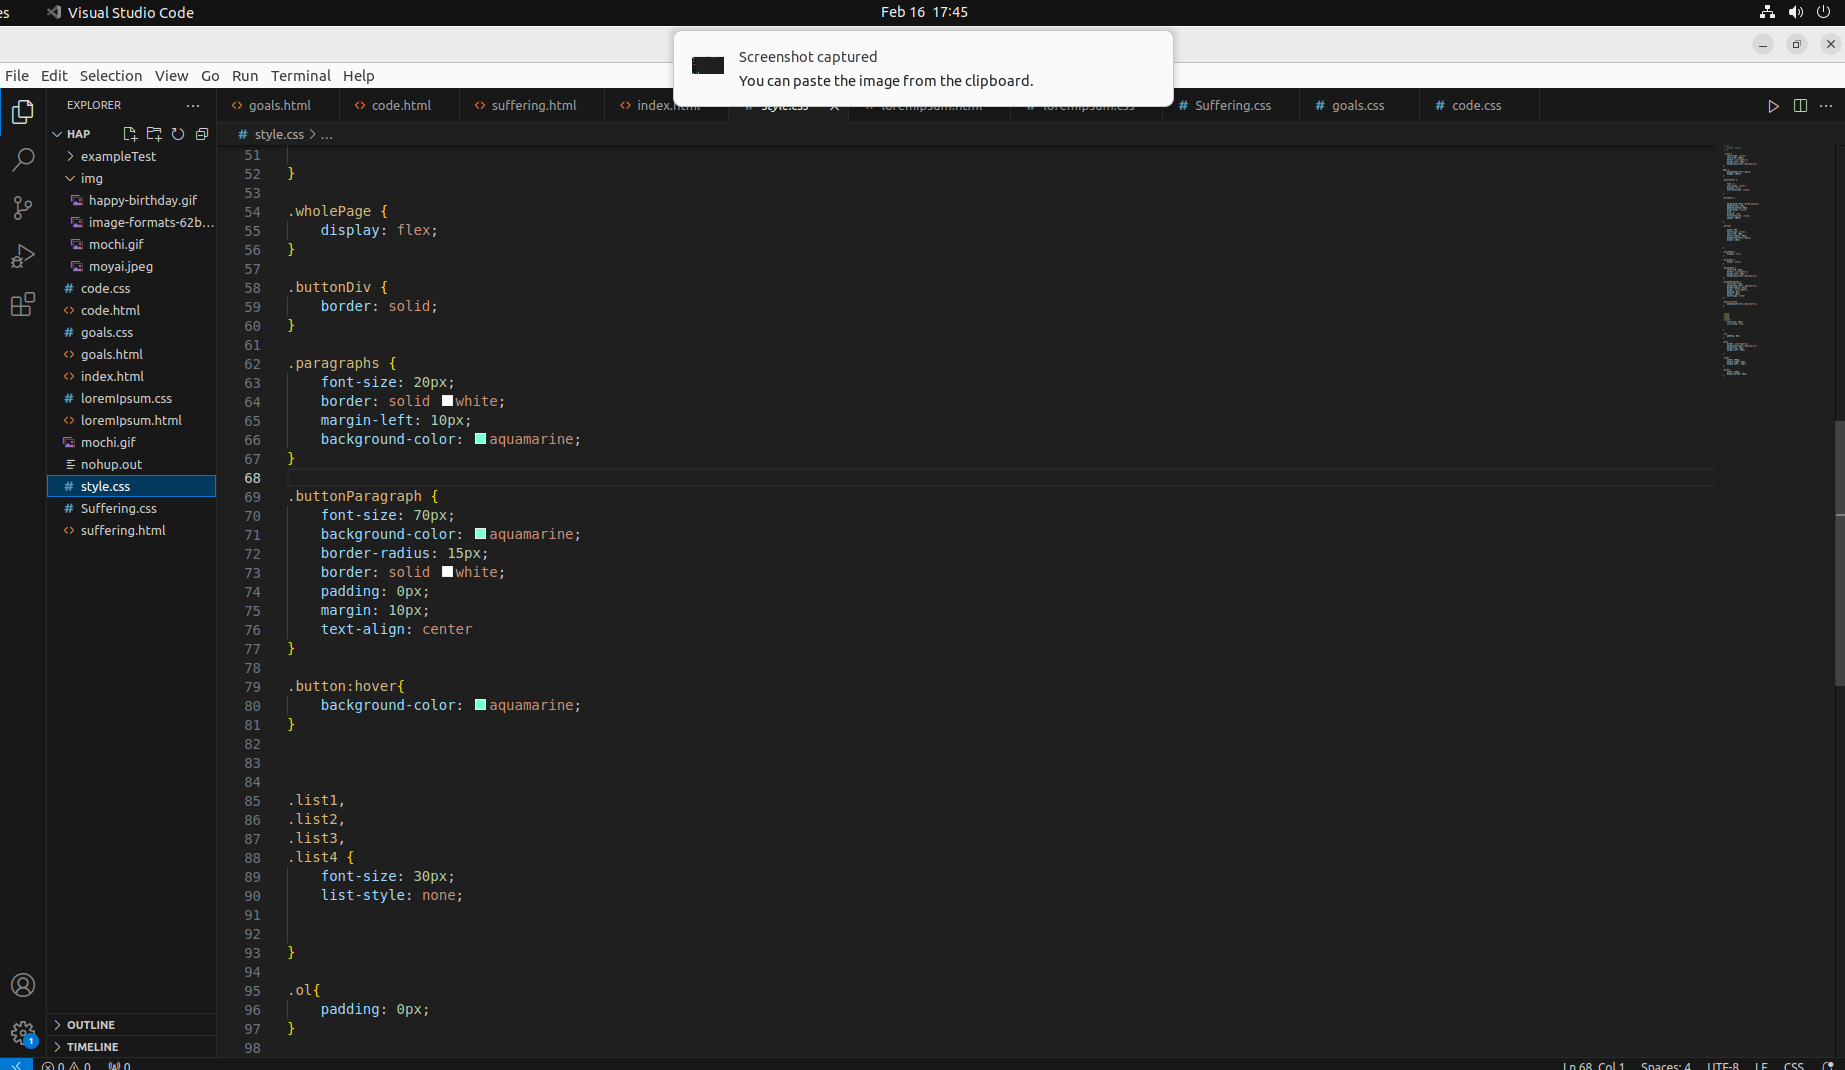 es Visual Studio Code Feb 16 17:45
Screenshot captured
You can paste the image from the clipboard.
File Edit Selection View Go Run Terminal Help
EXPLORER ...
goals.html code.html suffering.html index.html style.css loremIpsum.html loremIpsum.css Suffering.css goals.css code.css
HAP
style.css > ...
exampleTest
img
happy-birthday.gif
image-formats-62b...
mochi.gif
moyai.jpeg
code.css
code.html
goals.css
goals.html
index.html
loremIpsum.css
loremIpsum.html
mochi.gif
nohup.out
style.css
Suffering.css
suffering.html
OUTLINE
TIMELINE
51
52 }
53
54 .wholePage {
55 display: flex;
56 }
57
58 .buttonDiv {
59 border: solid;
60 }
61
62 .paragraphs {
63 font-size: 20px;
64 border: solid white;
65 margin-left: 10px;
66 background-color: aquamarine;
67 }
68
69 .buttonParagraph {
70 font-size: 70px;
71 background-color: aquamarine;
72 border-radius: 15px;
73 border: solid white;
74 padding: 0px;
75 margin: 10px;
76 text-align: center
77 }
78
79 .button:hover{
80 background-color: aquamarine;
81 }
82
83
84
85 .list1,
86 .list2,
87 .list3,
88 .list4 {
89 font-size: 30px;
90 list-style: none;
91
92
93 }
94
95 .ol{
96 padding: 0px;
97 }
98
1
0 0 0 Ln 68, Col 1 Spaces: 4 UTF-8 LF CSS